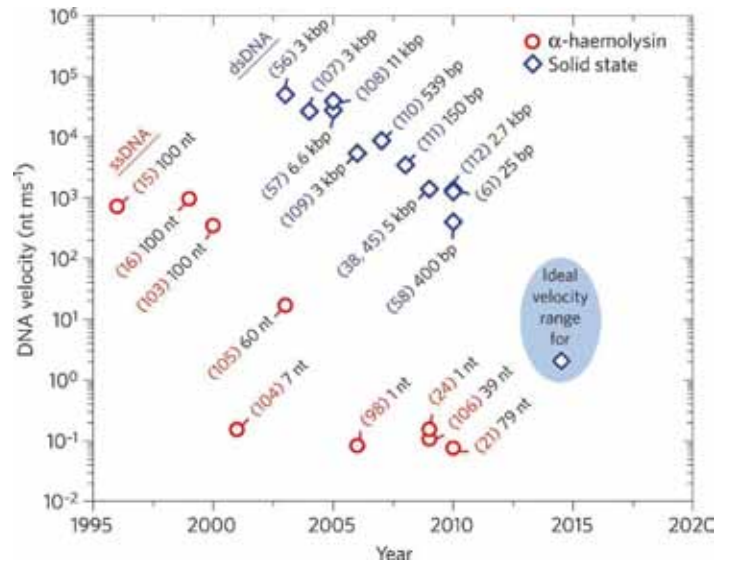 10⁶
10⁵
10⁴
10³
10²
10¹
10⁰
10⁻¹
10⁻²
DNA velocity (nt ms⁻¹)
1995
2000
2005
2010
2015
2020
Year
α-haemolysin
Solid state
dsDNA
(56) 3 kbp
(107) 3 kbp
(108) 11 kbp
(57) 6.6 kbp
(109) 3 kbp
(110) 539 bp
(111) 150 bp
(112) 2.7 kbp
(61) 25 bp
(38, 45) 5 kbp
(58) 400 bp
ssDNA
(15) 100 nt
(16) 100 nt
(103) 100 nt
(105) 60 nt
(104) 7 nt
(98) 1 nt
(24) 1 nt
(106) 39 nt
(21) 79 nt
Ideal
velocity
range
for